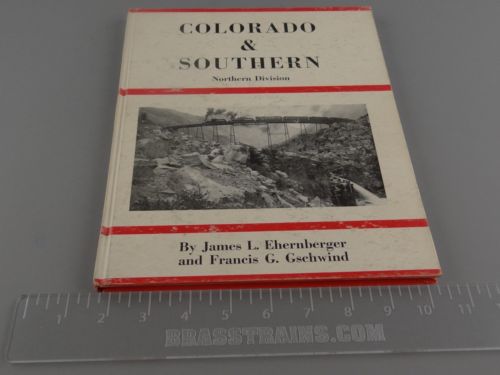 COLORADO
&
SOUTHERN
Northern Division
By James L. Ehernberger
and Francis G. Gschwind
1 2 3 4 5 6 7 8 9 10 11
BRASSTRAINS.COM